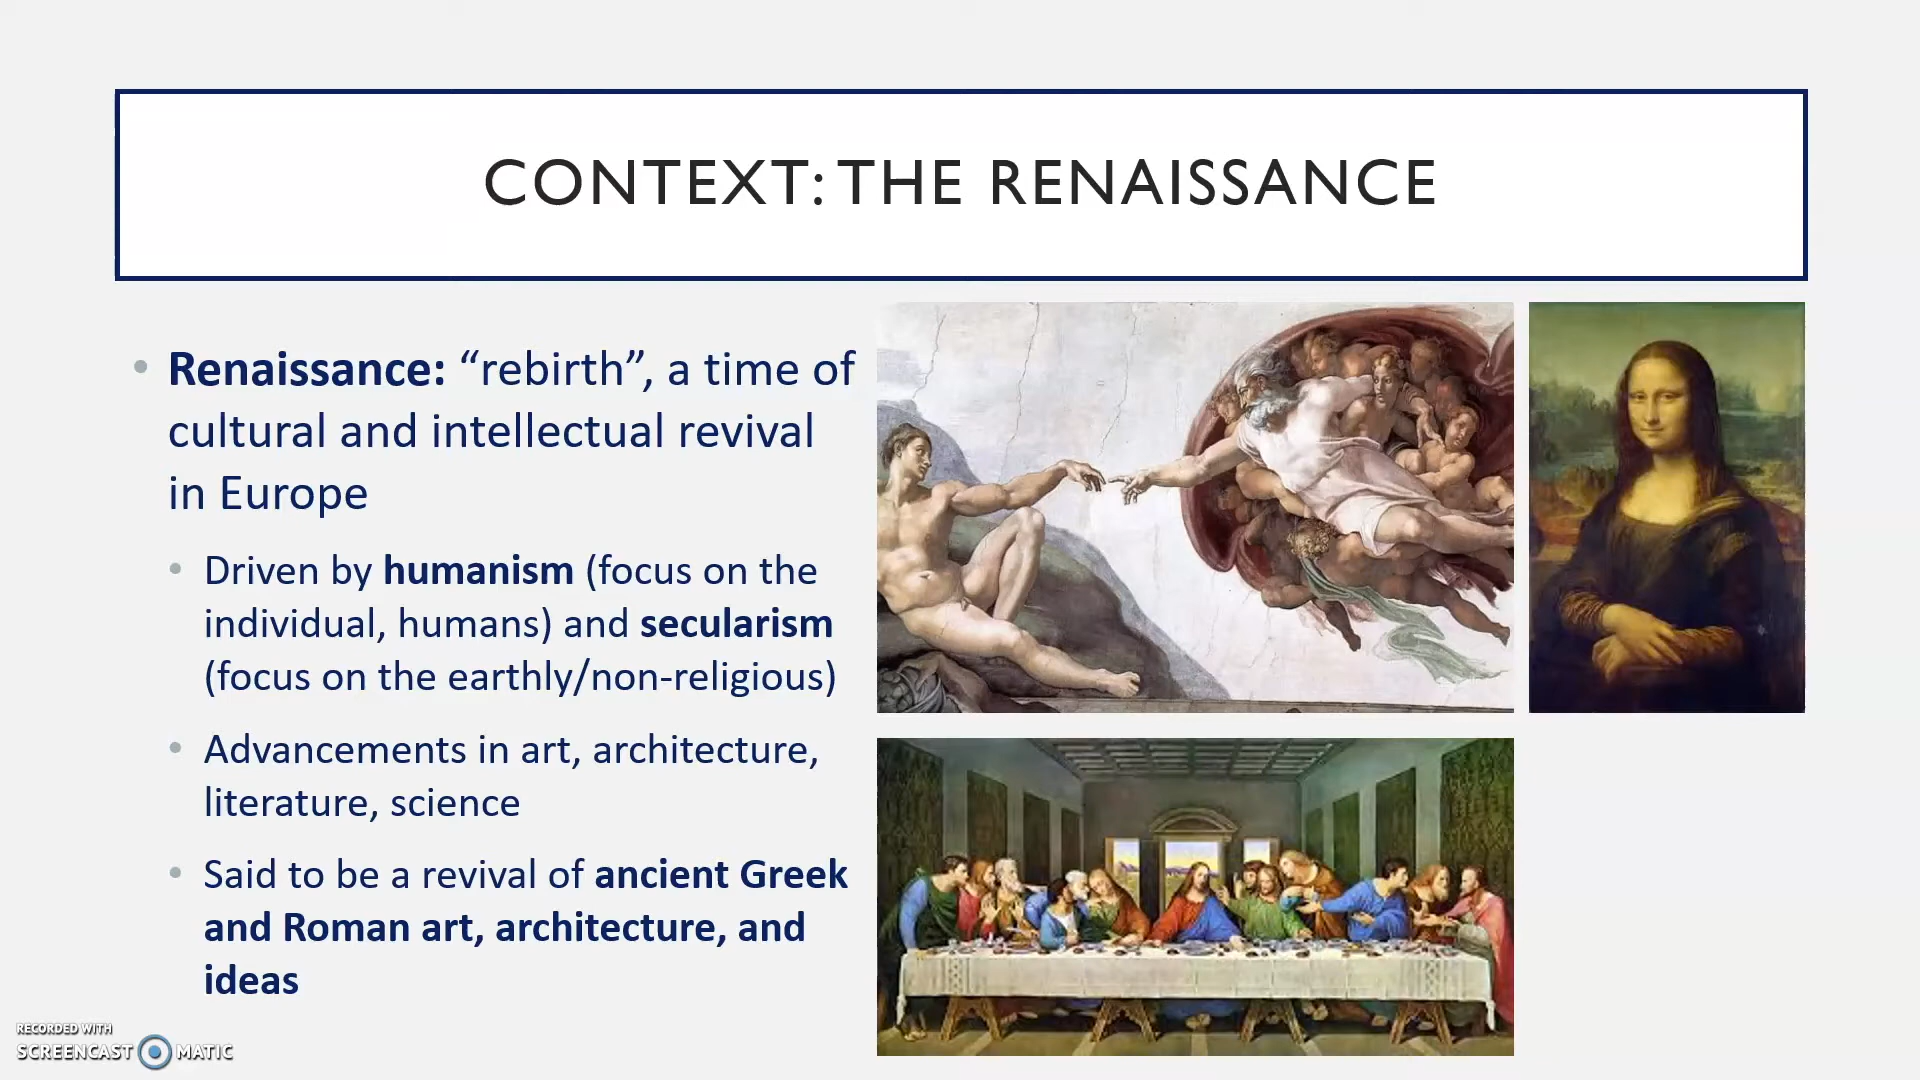 CONTEXT: THE RENAISSANCE
• Renaissance: “rebirth”, a time of
cultural and intellectual revival
in Europe
• Driven by humanism (focus on the
individual, humans) and secularism
(focus on the earthly/non-religious)
• Advancements in art, architecture,
literature, science
• Said to be a revival of ancient Greek
and Roman art, architecture, and
ideas
RECORDED WITH
SCREENCAST MATIC